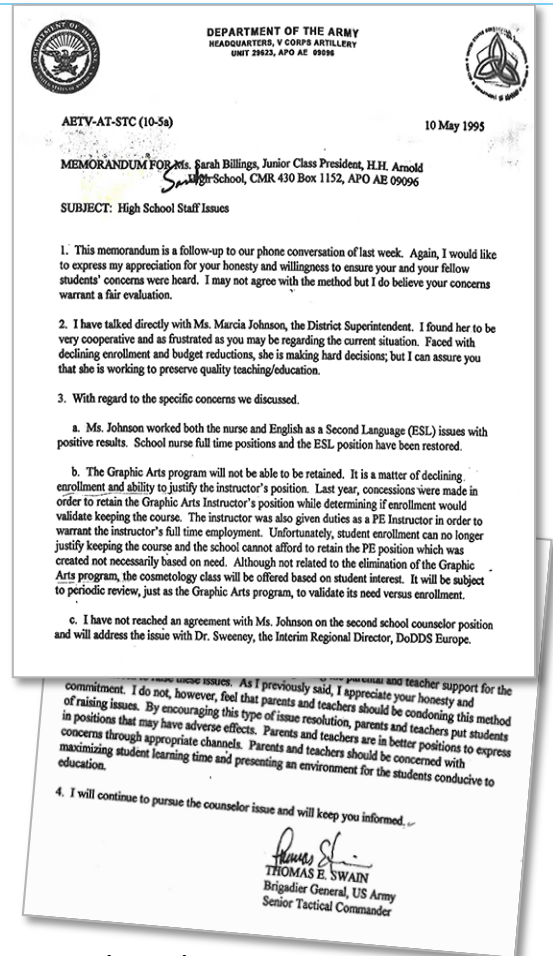 DEPARTMENT OF THE ARMY
HEADQUARTERS, V CORPS ARTILLERY
UNIT 29623, APO AE 09096
AETV-AT-STC (10-5a)
10 May 1995
MEMORANDUM FOR Ms. Sarah Billings, Junior Class President, H.H. Arnold
High School, CMR 430 Box 1152, APO AE 09096
SUBJECT: High School Staff Issues
1. This memorandum is a follow-up to our phone conversation of last week. Again, I would like
to express my appreciation for your honesty and willingness to ensure your and your fellow
students' concerns were heard. I may not agree with the method but I do believe your concerns
warrant a fair evaluation.
2. I have talked directly with Ms. Marcia Johnson, the District Superintendent. I found her to be
very cooperative and as frustrated as you may be regarding the current situation. Faced with
declining enrollment and budget reductions, she is making hard decisions; but I can assure you
that she is working to preserve quality teaching/education.
3. With regard to the specific concerns we discussed.
a. Ms. Johnson worked both the nurse and English as a Second Language (ESL) issues with
positive results. School nurse full time positions and the ESL position have been restored.
b. The Graphic Arts program will not be able to be retained. It is a matter of declining
enrollment and ability to justify the instructor's position. Last year, concessions were made in
order to retain the Graphic Arts Instructor's position while determining if enrollment would
validate keeping the course. The instructor was also given duties as a PE Instructor in order to
warrant the instructor's full time employment. Unfortunately, student enrollment can no longer
justify keeping the course and the school cannot afford to retain the PE position which was
created not necessarily based on need. Although not related to the elimination of the Graphic
Arts program, the cosmetology class will be offered based on student interest. It will be subject
to periodic review, just as the Graphic Arts program, to validate its need versus enrollment.
c. I have not reached an agreement with Ms. Johnson on the second school counselor position
and will address the issue with Dr. Sweeney, the Interim Regional Director, DoDDS Europe.
these issues. As I previously said, I appreciate your honesty and
parental and teacher support for the
commitment. I do not, however, feel that parents and teachers should be condoning this method
of raising issues. By encouraging this type of issue resolution, parents and teachers put students
in positions that may have adverse effects. Parents and teachers are in better positions to express
concerns through appropriate channels. Parents and teachers should be concerned with
maximizing student learning time and presenting an environment for the students conducive to
education.
4. I will continue to pursue the counselor issue and will keep you informed.
THOMAS E. SWAIN
Brigadier General, US Army
Senior Tactical Commander